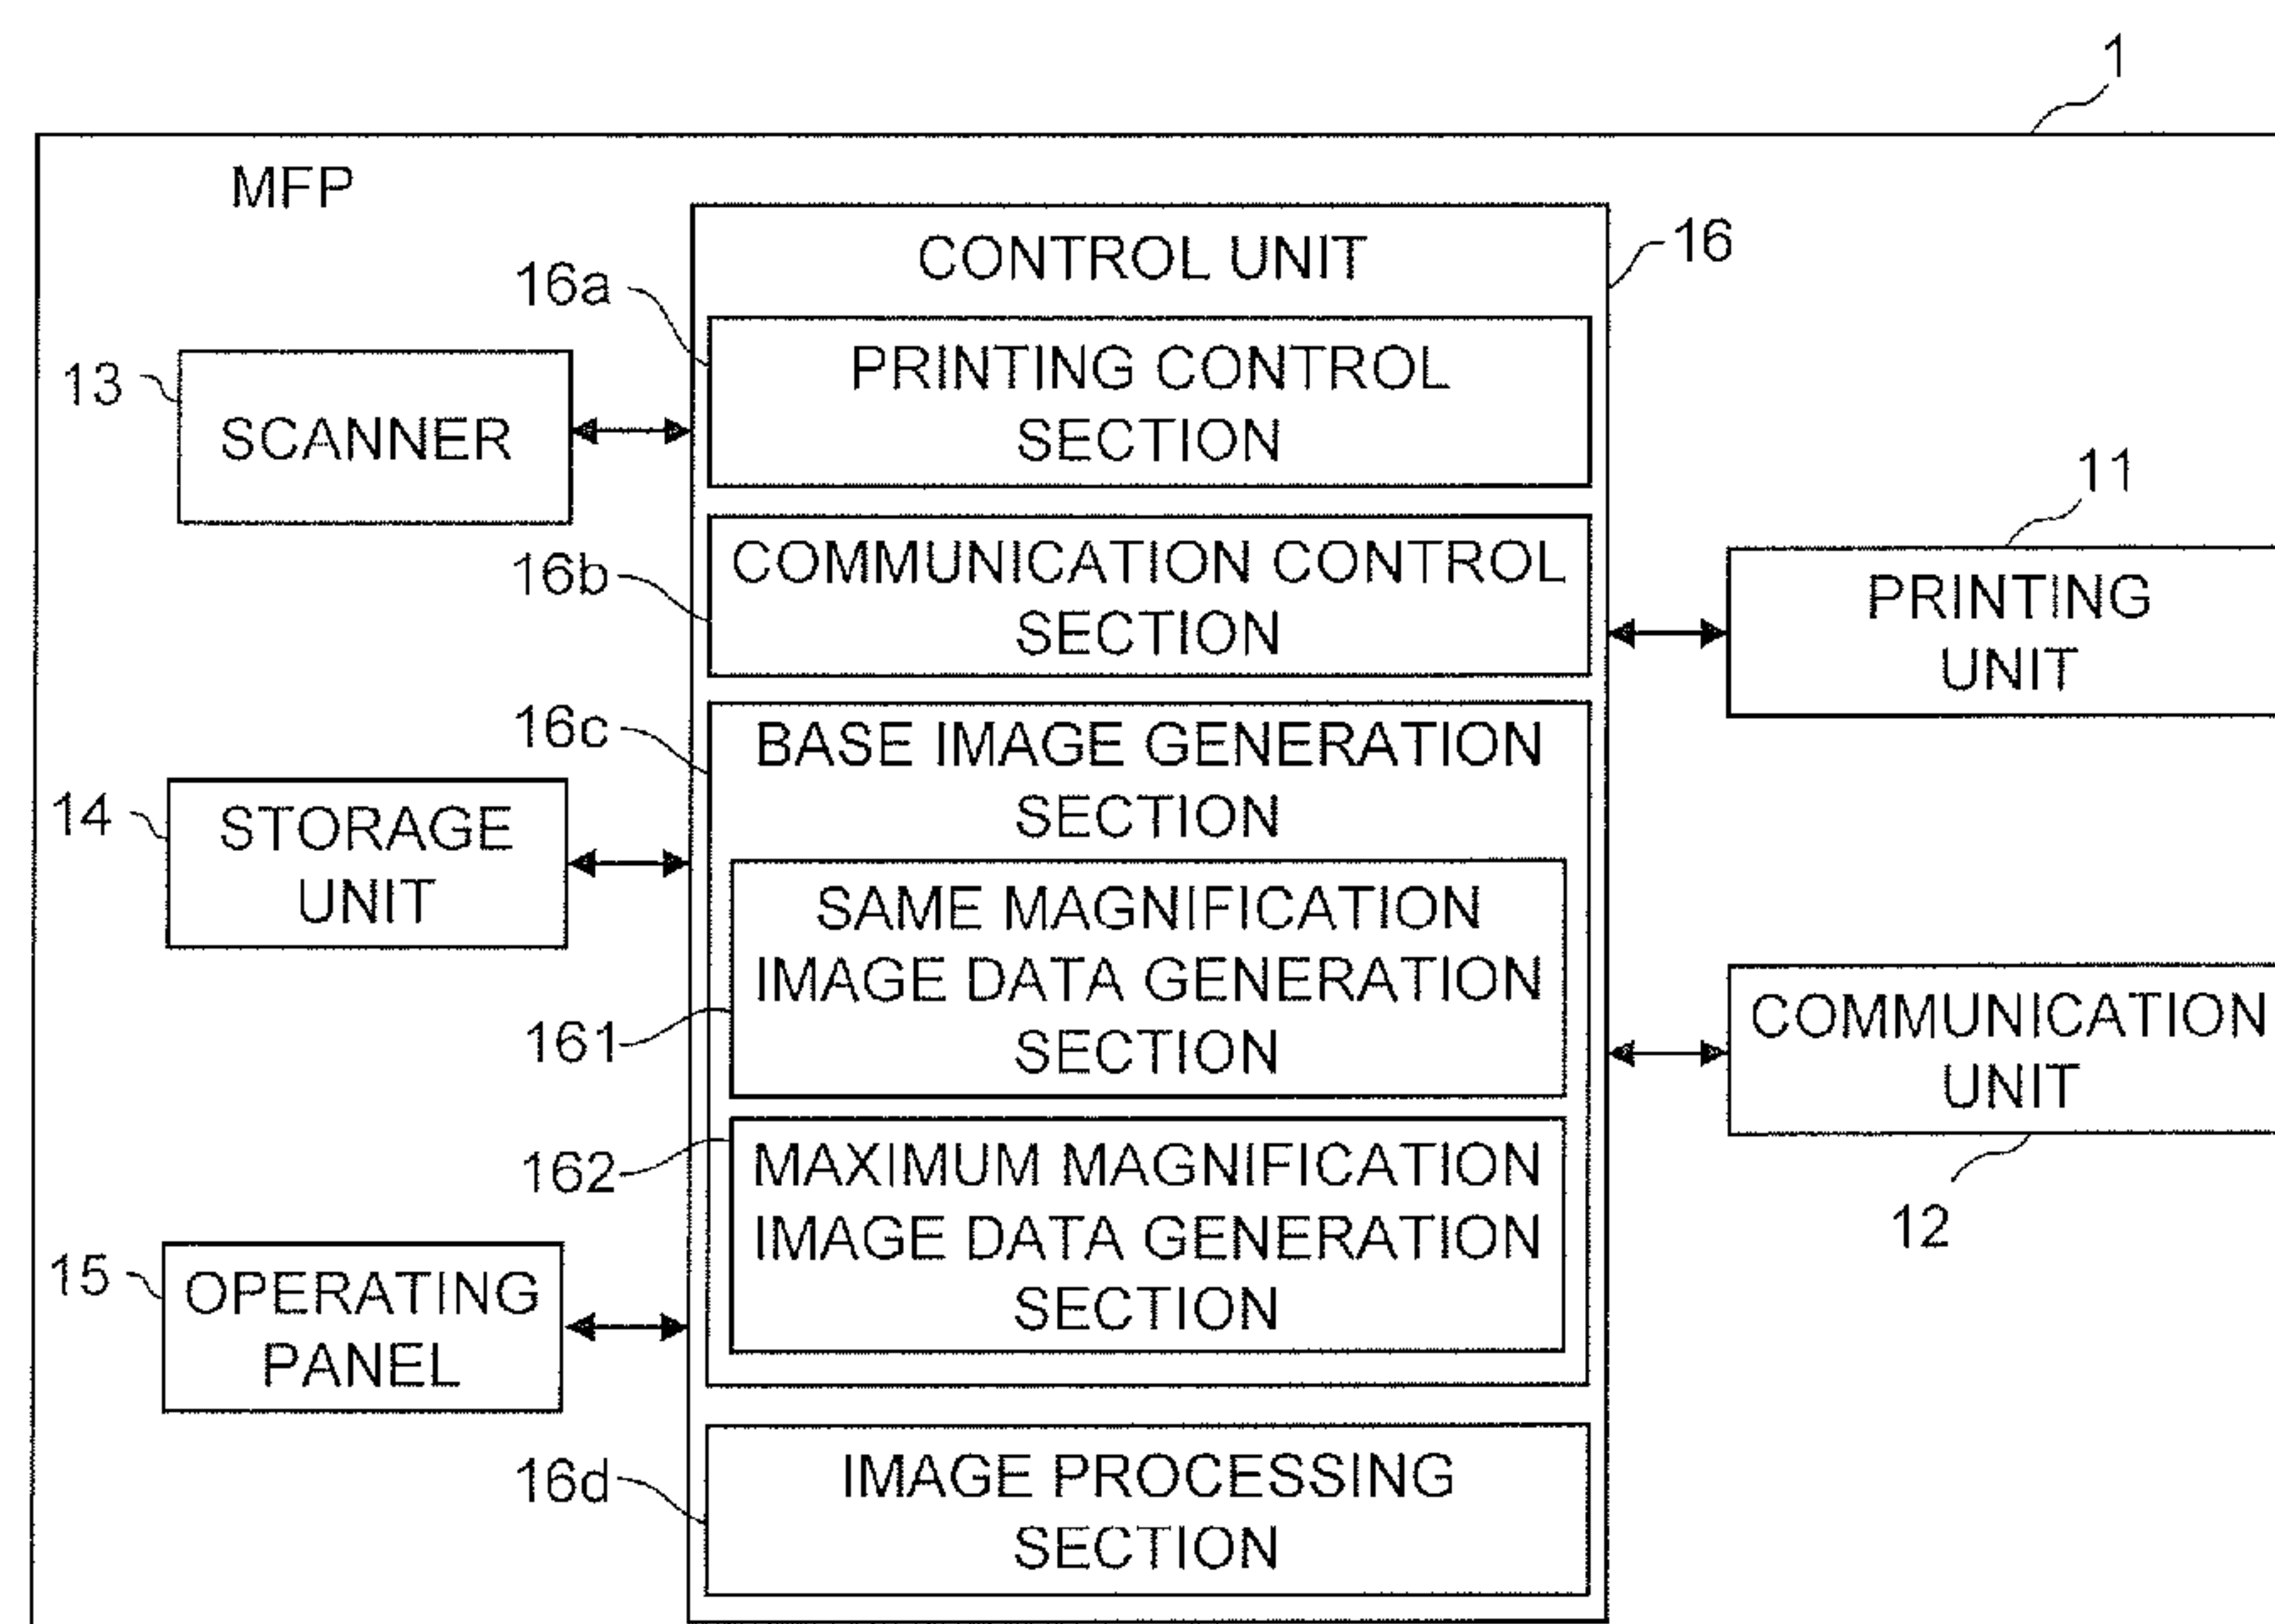 1
MFP
CONTROL UNIT
16
16a
PRINTING CONTROL
SECTION
13
SCANNER
11
16b
COMMUNICATION CONTROL
SECTION
PRINTING
UNIT
16c
BASE IMAGE GENERATION
SECTION
14
STORAGE
UNIT
SAME MAGNIFICATION
IMAGE DATA GENERATION
SECTION
161
COMMUNICATION
UNIT
12
162
MAXIMUM MAGNIFICATION
IMAGE DATA GENERATION
SECTION
15
OPERATING
PANEL
16d
IMAGE PROCESSING
SECTION